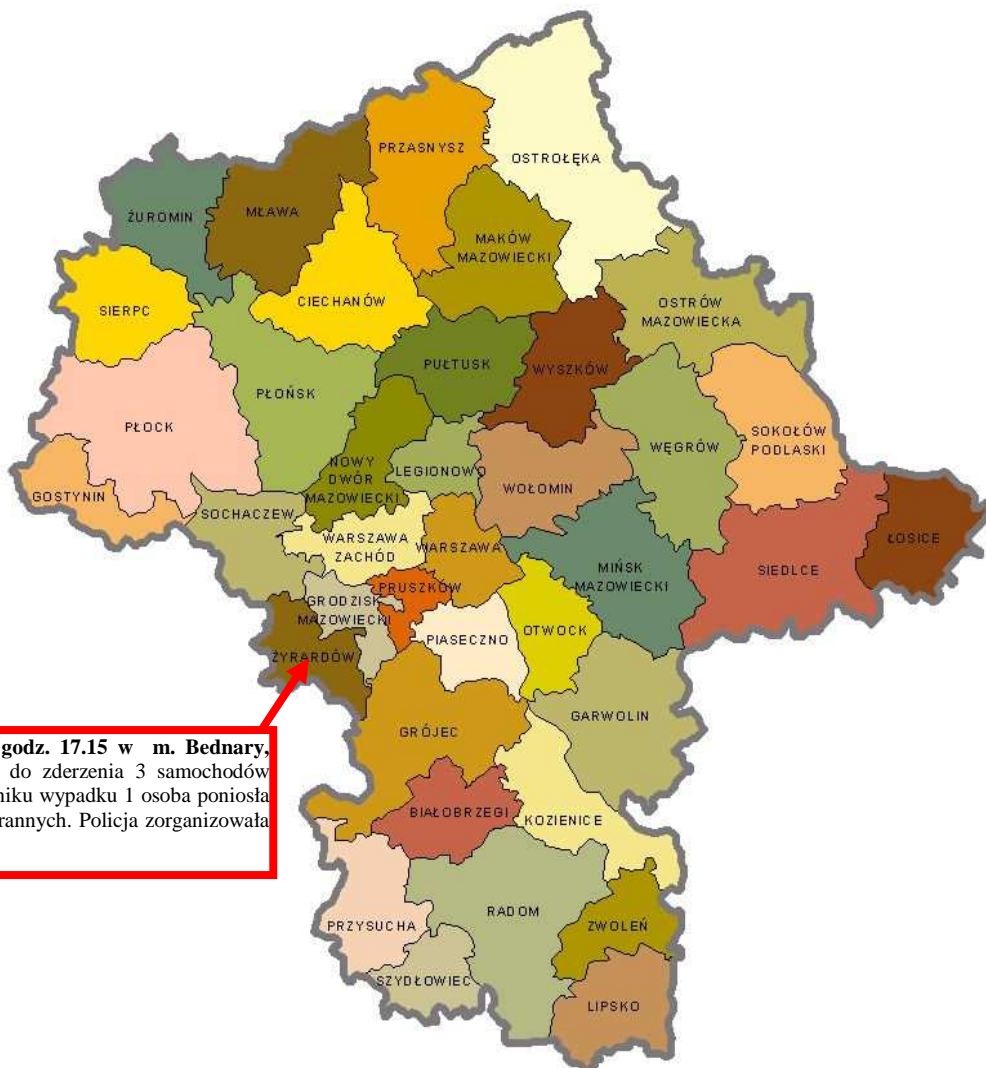 PRZASNYSZ
OSTROŁĘKA
ŻUROMIN
MŁAWA
MAKÓW
MAZOWIECKI
SIERPC
CIECHANÓW
OSTRÓW
MAZOWIECKA
PŁOŃSK
PUŁTUSK
WYSZKÓW
PŁOCK
WĘGRÓW
SOKOŁÓW
PODLASKI
NOWY
DWÓR
MAZOWIECKI
LEGIONOWO
WOŁOMIN
GOSTYNIN
SOCHACZEW
WARSZAWA
ZACHÓD
WARSZAWA
MIŃSK
MAZOWIECKI
SIEDLCE
ŁOSICE
PRUSZKÓW
GRODZISK
MAZOWIECKI
PIASECZNO
OTWOCK
ŻYRARDÓW
GARWOLIN
GRÓJEC
godz. 17.15 w m. Bednary,
do zderzenia 3 samochodów
niku wypadku 1 osoba poniosła
rannych. Policja zorganizowała
BIAŁOBRZEGI
KOZIENICE
RADOM
PRZYSUCHA
ZWOLEŃ
SZYDŁOWIEC
LIPSKO